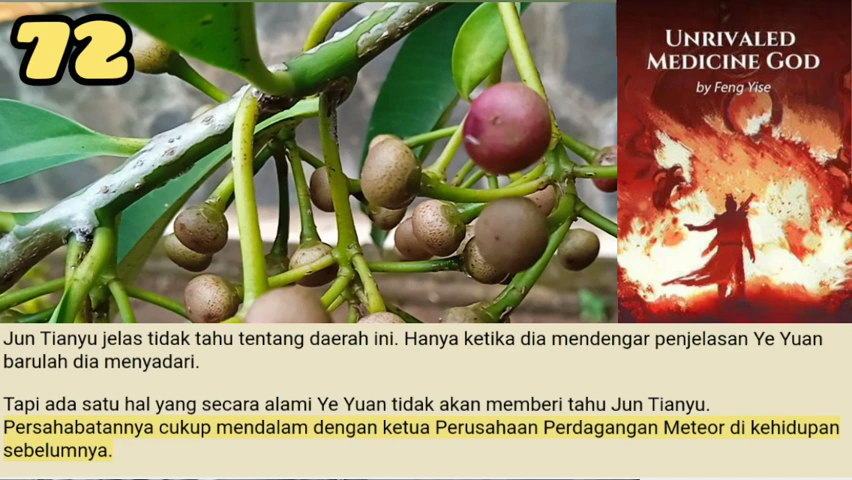 72
UNRIVALED
MEDICINE GOD
by Feng Yise
Jun Tianyu jelas tidak tahu tentang daerah ini. Hanya ketika dia mendengar penjelasan Ye Yuan
barulah dia menyadari.
Tapi ada satu hal yang secara alami Ye Yuan tidak akan memberi tahu Jun Tianyu.
Persahabatannya cukup mendalam dengan ketua Perusahaan Perdagangan Meteor di kehidupan
sebelumnya.